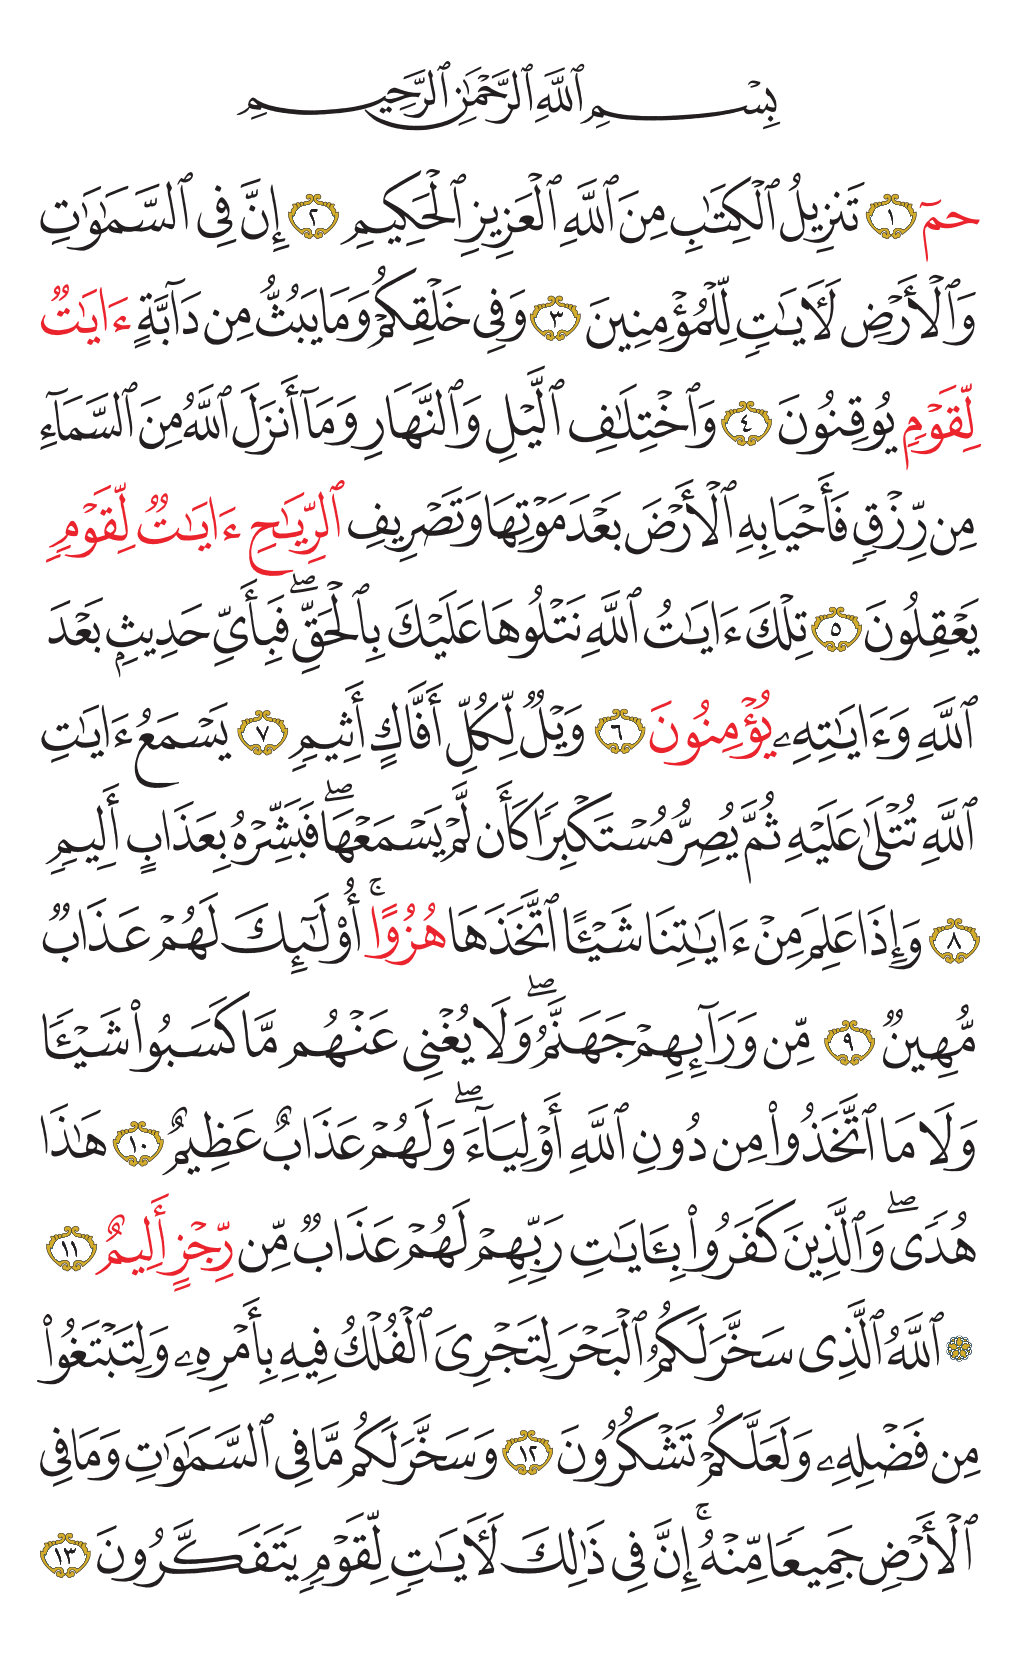 بِسْمِ ٱللَّهِ ٱلرَّحْمَٰنِ ٱلرَّحِيمِ
حمٓ ١ تَنزِيلُ ٱلْكِتَٰبِ مِنَ ٱللَّهِ ٱلْعَزِيزِ ٱلْحَكِيمِ ٢ إِنَّ فِى ٱلسَّمَٰوَٰتِ
وَٱلْأَرْضِ لَـَٔايَٰتٍ لِّلْمُؤْمِنِينَ ٣ وَفِى خَلْقِكُمْ وَمَا يَبُثُّ مِن دَآبَّةٍ ءَايَٰتٌ
لِّقَوْمٍ يُوقِنُونَ ٤ وَٱخْتِلَٰفِ ٱلَّيْلِ وَٱلنَّهَارِ وَمَآ أَنزَلَ ٱللَّهُ مِنَ ٱلسَّمَآءِ
مِن رِّزْقٍ فَأَحْيَا بِهِ ٱلْأَرْضَ بَعْدَ مَوْتِهَا وَتَصْرِيفِ ٱلرِّيَٰحِ ءَايَٰتٌ لِّقَوْمٍ
يَعْقِلُونَ ٥ تِلْكَ ءَايَٰتُ ٱللَّهِ نَتْلُوهَا عَلَيْكَ بِٱلْحَقِّۖ فَبِأَىِّ حَدِيثٍۭ بَعْدَ
ٱللَّهِ وَءَايَٰتِهِۦ يُؤْمِنُونَ ٦ وَيْلٌ لِّكُلِّ أَفَّاكٍ أَثِيمٍ ٧ يَسْمَعُ ءَايَٰتِ
ٱللَّهِ تُتْلَىٰ عَلَيْهِ ثُمَّ يُصِرُّ مُسْتَكْبِرًا كَأَن لَّمْ يَسْمَعْهَاۖ فَبَشِّرْهُ بِعَذَابٍ أَلِيمٍ
٨ وَإِذَا عَلِمَ مِنْ ءَايَٰتِنَا شَيْـًٔا ٱتَّخَذَهَا هُزُوًاۚ أُو۟لَٰٓئِكَ لَهُمْ عَذَابٌ
مُّهِينٌ ٩ مِّن وَرَآئِهِمْ جَهَنَّمُۖ وَلَا يُغْنِى عَنْهُم مَّا كَسَبُوا۟ شَيْـًٔا
وَلَا مَا ٱتَّخَذُوا۟ مِن دُونِ ٱللَّهِ أَوْلِيَآءَۖ وَلَهُمْ عَذَابٌ عَظِيمٌ ١٠ هَٰذَا
هُدًىۖ وَٱلَّذِينَ كَفَرُوا۟ بِـَٔايَٰتِ رَبِّهِمْ لَهُمْ عَذَابٌ مِّن رِّجْزٍ أَلِيمٌ ١١
۞ ٱللَّهُ ٱلَّذِى سَخَّرَ لَكُمُ ٱلْبَحْرَ لِتَجْرِىَ ٱلْفُلْكُ فِيهِ بِأَمْرِهِۦ وَلِتَبْتَغُوا۟
مِن فَضْلِهِۦ وَلَعَلَّكُمْ تَشْكُرُونَ ١٢ وَسَخَّرَ لَكُم مَّا فِى ٱلسَّمَٰوَٰتِ وَمَا فِى
ٱلْأَرْضِ جَمِيعًا مِّنْهُۚ إِنَّ فِى ذَٰلِكَ لَـَٔايَٰتٍ لِّقَوْمٍ يَتَفَكَّرُونَ ١٣